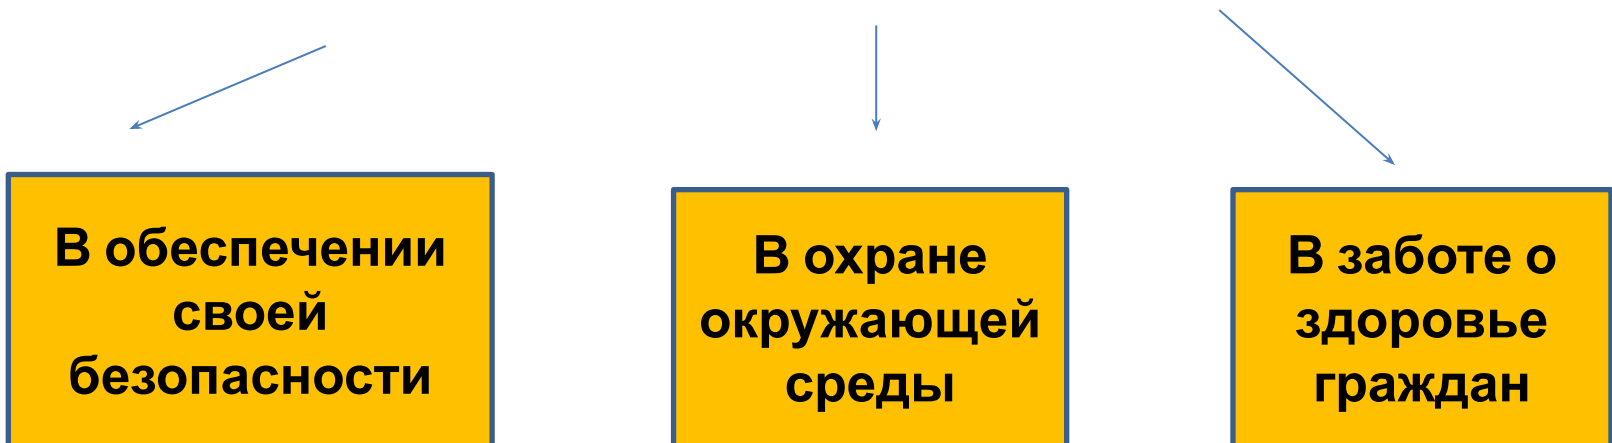 В обеспечении
своей
безопасности
В охране
окружающей
среды
В заботе о
здоровье
граждан